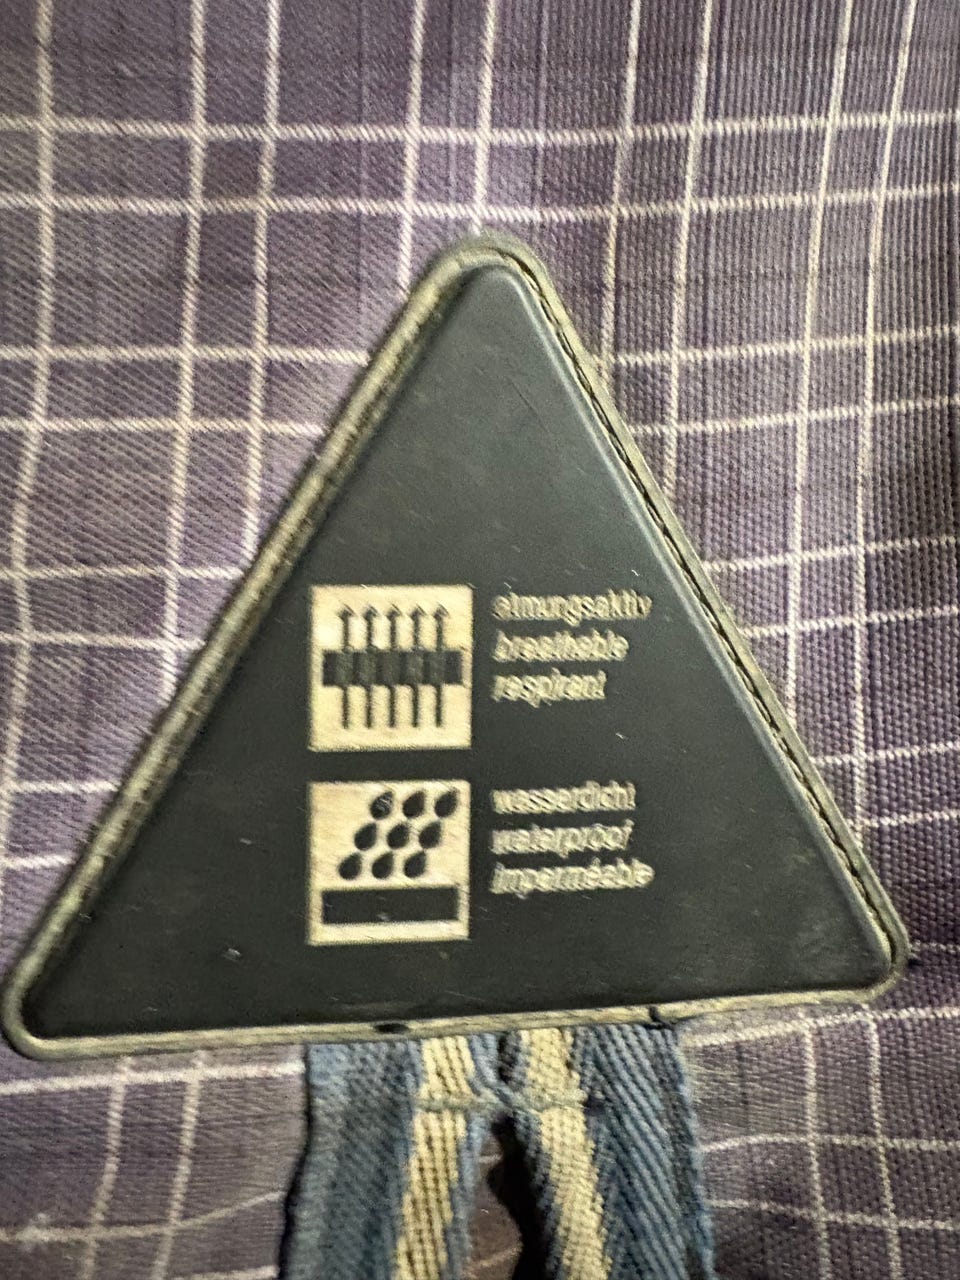 atmungsaktiv
breathable
respirant
wasserdicht
waterproof
imperméable